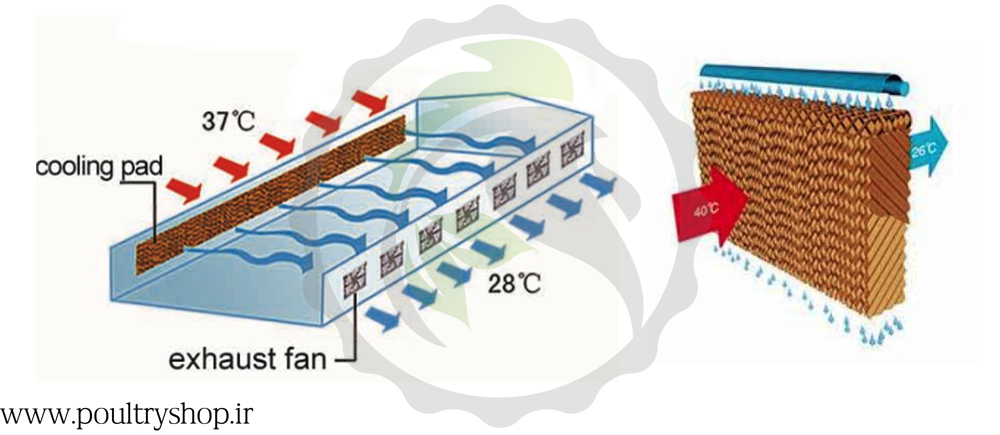 37℃
cooling pad
28℃
exhaust fan
40℃
26℃
www.poultryshop.ir